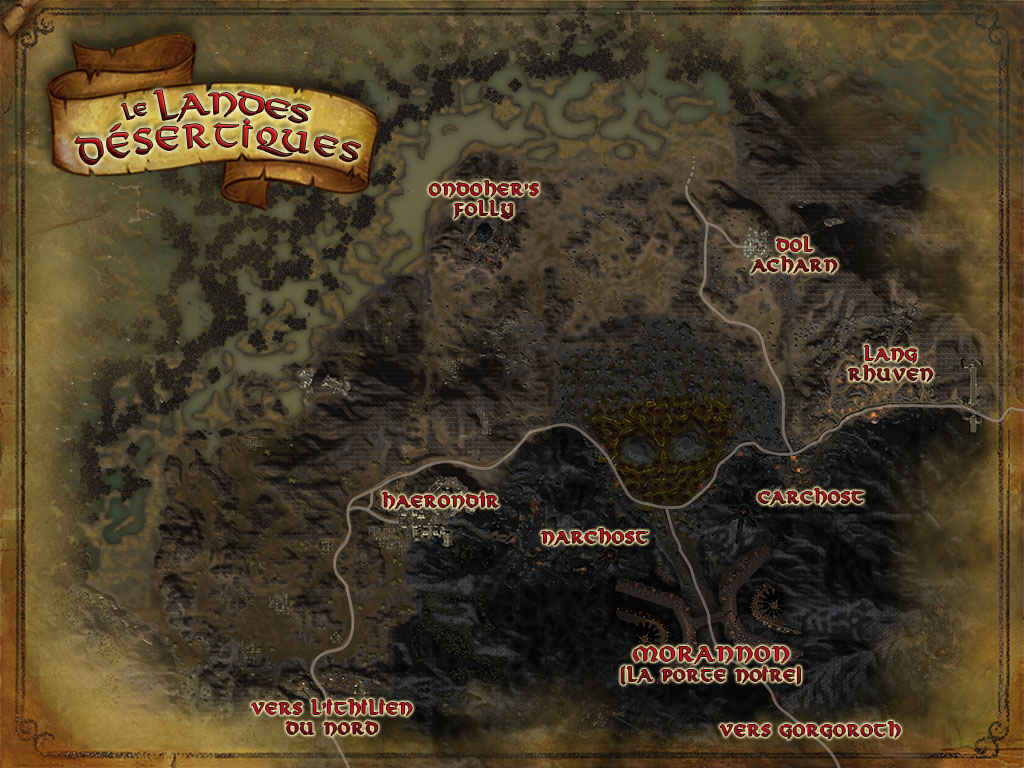 Le Landes
Désertiques
Ondoher's
Folly
Dol
Acharn
Lang
Rhuven
Haerondir
Carchost
Narchost
Morannon
(La Porte Noire)
Vers l'Ithilien
du Nord
Vers Gorgoroth